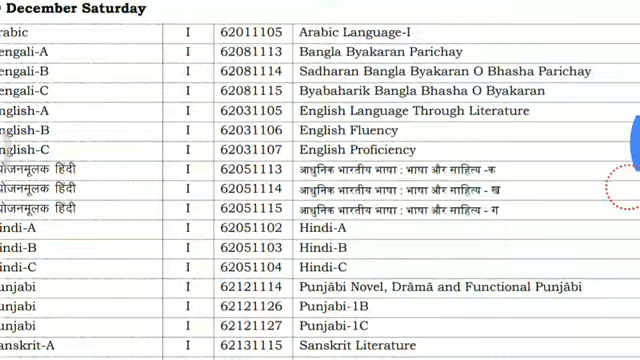 December Saturday
rabic I 62011105 Arabic Language-I
engali-A I 62081113 Bangla Byakaran Parichay
engali-B I 62081114 Sadharan Bangla Byakaran O Bhasha Parichay
engali-C I 62081115 Byabaharik Bangla Bhasha O Byakaran
nglish-A I 62031105 English Language Through Literature
nglish-B I 62031106 English Fluency
nglish-C I 62031107 English Proficiency
योजनमूलक हिंदी I 62051113 आधुनिक भारतीय भाषा : भाषा और साहित्य -क
योजनमूलक हिंदी I 62051114 आधुनिक भारतीय भाषा : भाषा और साहित्य - ख
योजनमूलक हिंदी I 62051115 आधुनिक भारतीय भाषा : भाषा और साहित्य - ग
indi-A I 62051102 Hindi-A
indi-B I 62051103 Hindi-B
indi-C I 62051104 Hindi-C
unjabi I 62121114 Punjābi Novel, Drāmā and Functional Punjābi
unjabi I 62121126 Punjabi-1B
unjabi I 62121127 Punjabi-1C
anskrit-A I 62131115 Sanskrit Literature